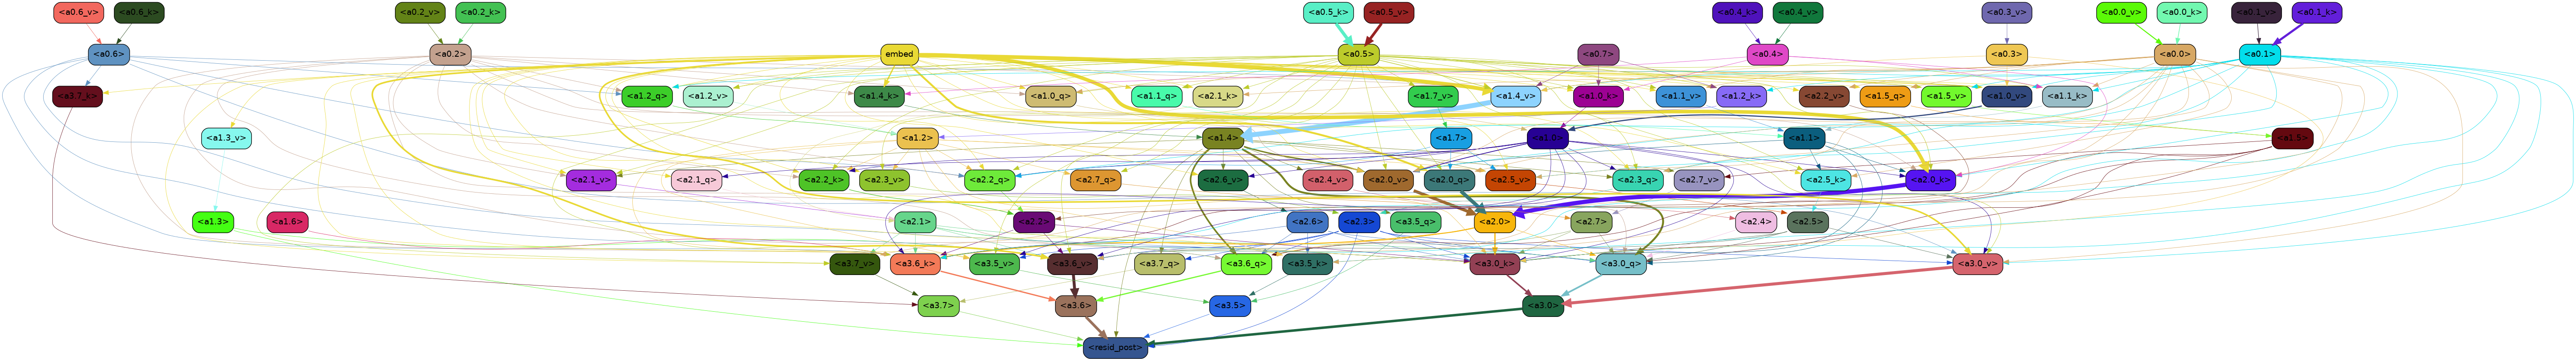 <a0.6_v> <a0.6_k> <a0.2_v> <a0.2_k> <a0.5_k> <a0.5_v> <a0.4_k> <a0.4_v> <a0.3_v> <a0.0_v> <a0.0_k> <a0.1_v> <a0.1_k>
<a0.6> <a0.2> embed <a0.5> <a0.7> <a0.4> <a0.3> <a0.0> <a0.1>
<a3.7_k> <a1.2_q> <a1.2_v> <a1.4_k> <a1.0_q> <a1.1_q> <a2.1_k> <a1.7_v> <a1.4_v> <a1.0_k> <a1.1_v> <a1.2_k> <a2.2_v> <a1.5_q> <a1.5_v> <a1.0_v> <a1.1_k>
<a1.3_v> <a1.2> <a1.4> <a1.7> <a1.0> <a1.1> <a1.5>
<a2.1_v> <a2.1_q> <a2.2_k> <a2.3_v> <a2.2_q> <a2.7_q> <a2.6_v> <a2.4_v> <a2.0_v> <a2.0_q> <a2.5_v> <a2.3_q> <a2.7_v> <a2.5_k> <a2.0_k>
<a1.3> <a1.6> <a2.1> <a2.2> <a2.6> <a2.3> <a3.5_q> <a2.0> <a2.7> <a2.4> <a2.5>
<a3.7_v> <a3.6_k> <a3.5_v> <a3.6_v> <a3.7_q> <a3.6_q> <a3.5_k> <a3.0_k> <a3.0_q> <a3.0_v>
<a3.7> <a3.6> <a3.5> <a3.0>
<resid_post>